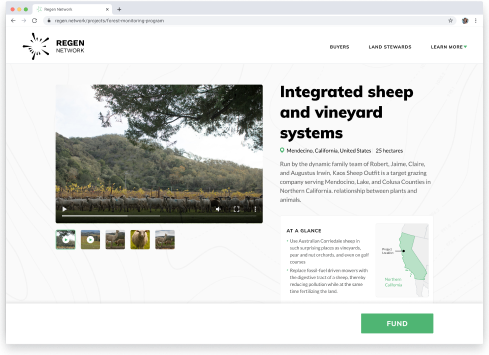 Regen Network
regen.network/projects/forest-monitoring-program
REGEN
NETWORK
BUYERS
LAND STEWARDS
LEARN MORE
Integrated sheep
and vineyard
systems
Mendecino, California, United States · 25 hectares
Run by the dynamic family team of Robert, Jaime, Claire,
and Augustus Irwin, Kaos Sheep Outfit is a target grazing
company serving Mendocino, Lake, and Colusa Counties in
Northern California. relationship between plants and
animals.
AT A GLANCE
• Use Australian Corriedale sheep in
such surprising places as vineyards,
pear and nut orchards, and even on golf
courses
• Replace fossil-fuel driven mowers with
the digestive tract of a sheep, thereby
reducing pollution while at the same
time fertilizing the land.
Project
Location
Northern
California
FUND